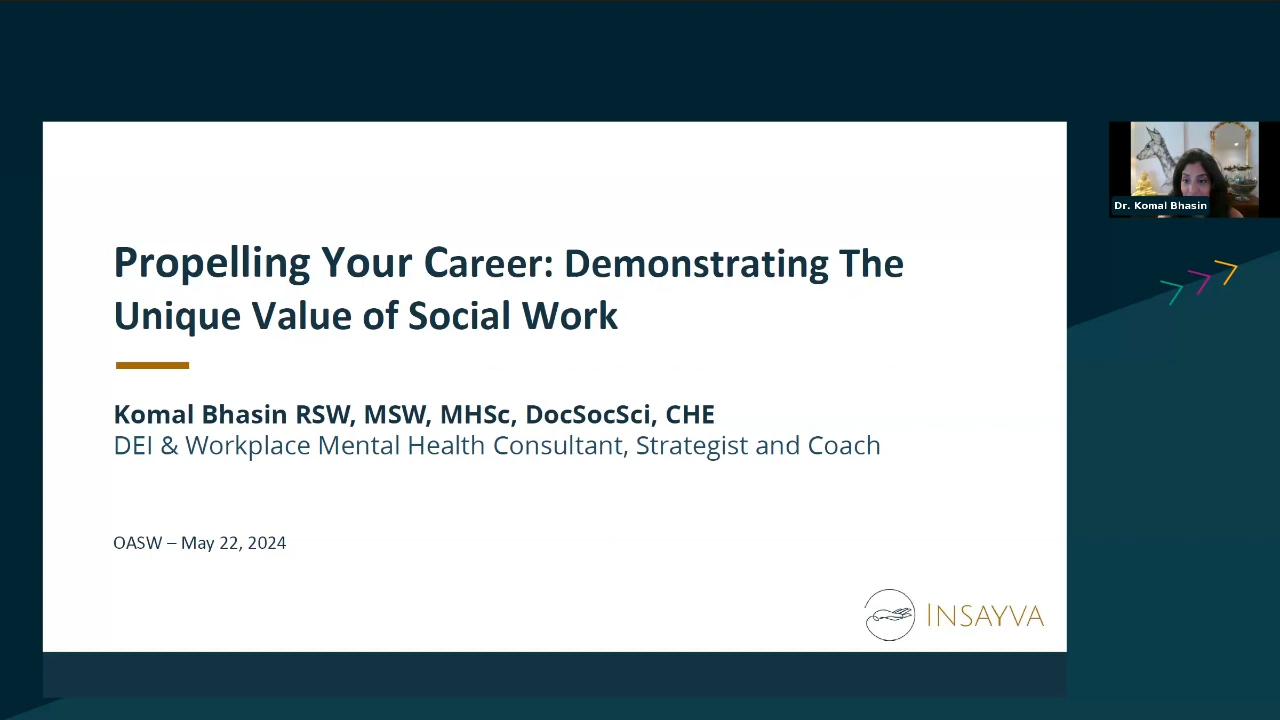 Propelling Your Career: Demonstrating The
Unique Value of Social Work
Komal Bhasin RSW, MSW, MHSc, DocSocSci, CHE
DEI & Workplace Mental Health Consultant, Strategist and Coach
OASW – May 22, 2024
INSAYVA
Dr. Komal Bhasin